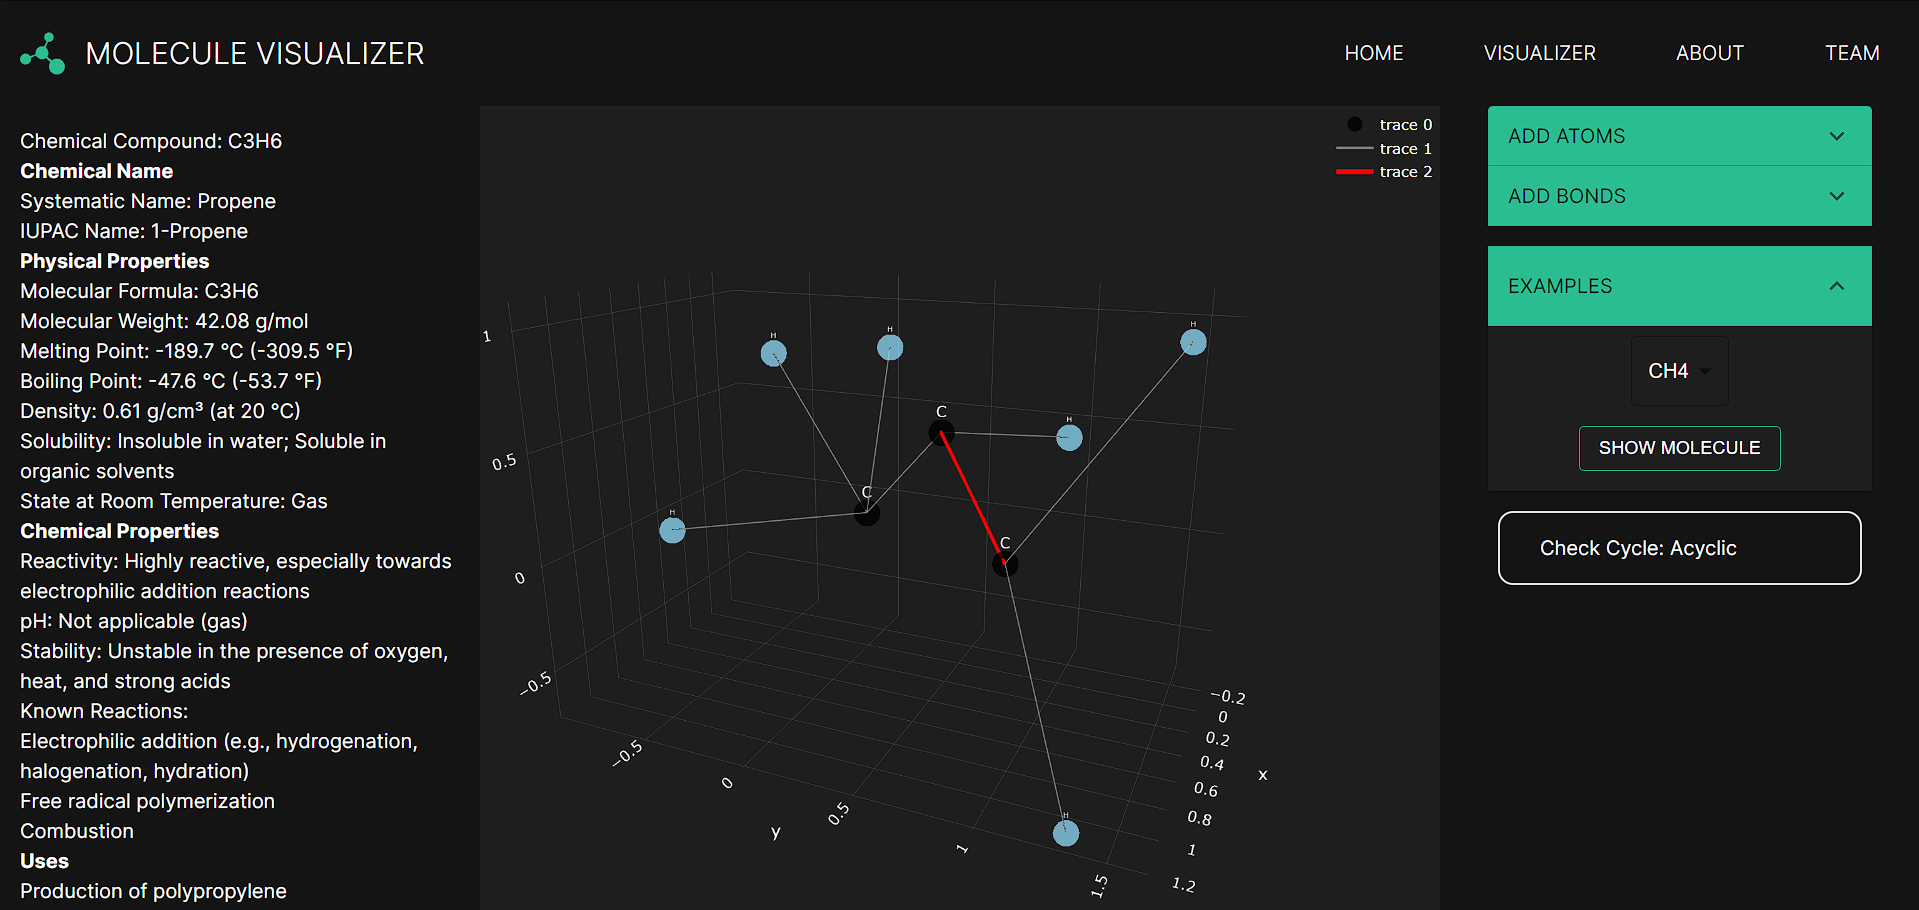 MOLECULE VISUALIZER
HOME
VISUALIZER
ABOUT
TEAM
Chemical Compound: C3H6
Chemical Name
Systematic Name: Propene
IUPAC Name: 1-Propene
Physical Properties
Molecular Formula: C3H6
Molecular Weight: 42.08 g/mol
Melting Point: -189.7 °C (-309.5 °F)
Boiling Point: -47.6 °C (-53.7 °F)
Density: 0.61 g/cm³ (at 20 °C)
Solubility: Insoluble in water; Soluble in
organic solvents
State at Room Temperature: Gas
Chemical Properties
Reactivity: Highly reactive, especially towards
electrophilic addition reactions
pH: Not applicable (gas)
Stability: Unstable in the presence of oxygen,
heat, and strong acids
Known Reactions:
Electrophilic addition (e.g., hydrogenation,
halogenation, hydration)
Free radical polymerization
Combustion
Uses
Production of polypropylene
trace 0
trace 1
trace 2
H
H
H
C
H
C
H
C
H
1
0.5
0
−0.5
−0.5
0
0.5
1
1.5
y
−0.2
0
0.2
0.4
0.6
0.8
1
1.2
x
ADD ATOMS
ADD BONDS
EXAMPLES
CH4
SHOW MOLECULE
Check Cycle: Acyclic